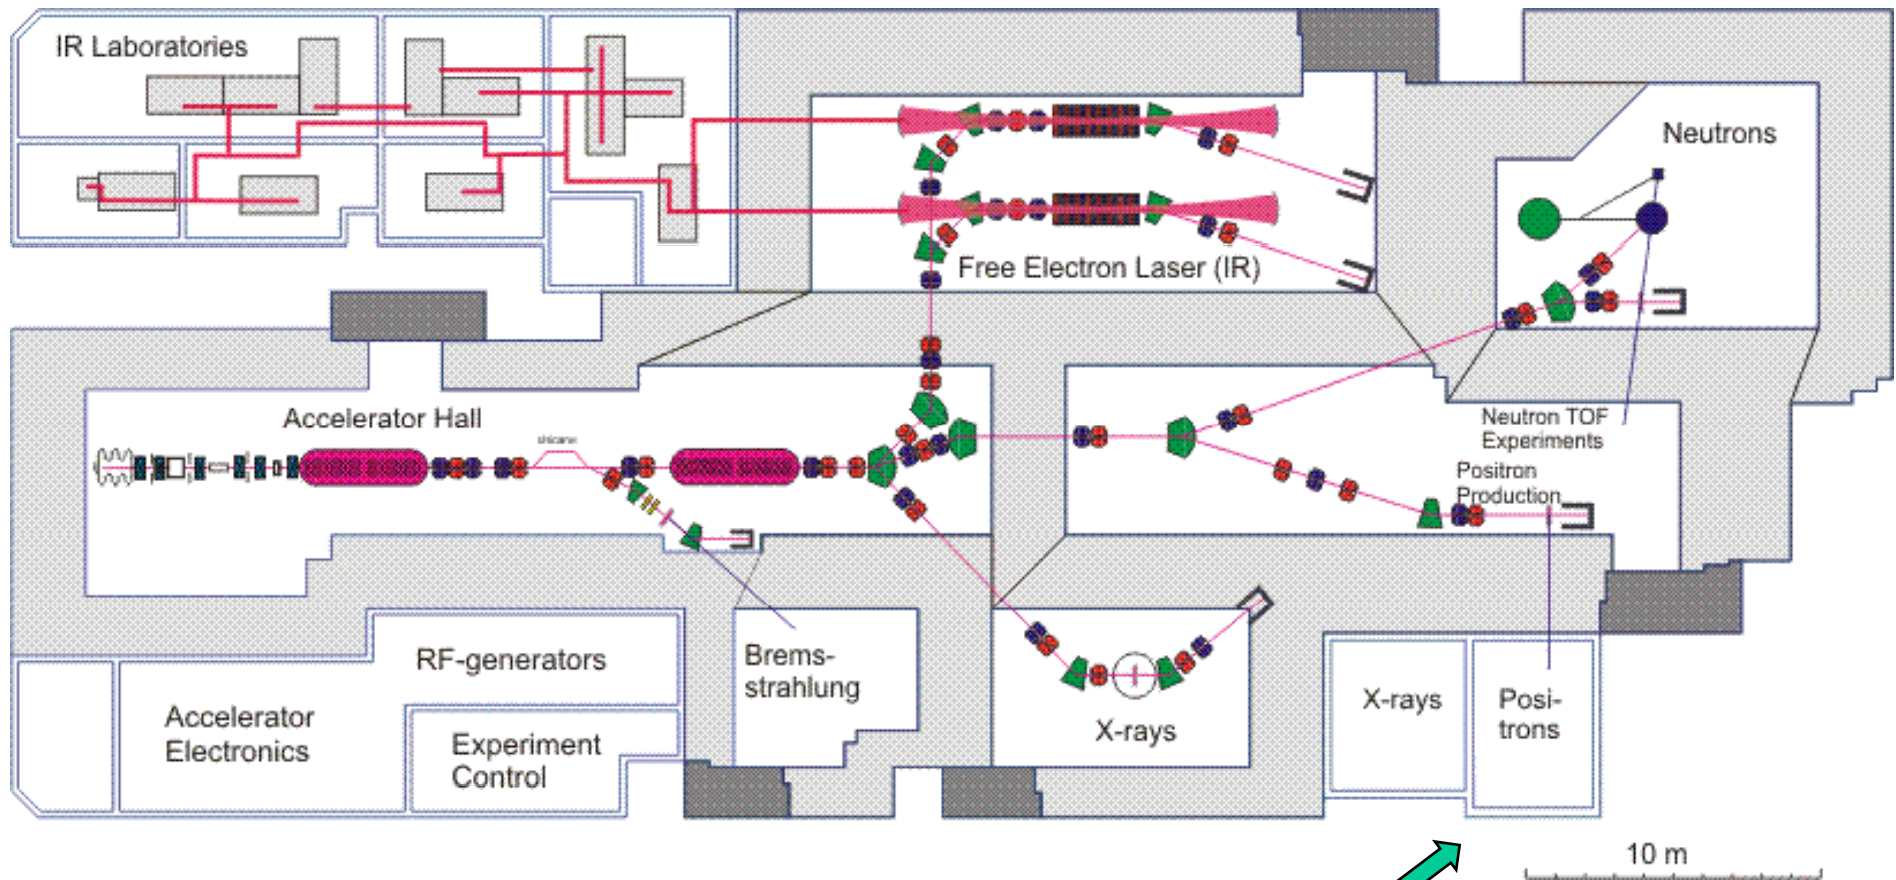 IR Laboratories
Neutrons
Free Electron Laser (IR)
Accelerator Hall
chicane
Neutron TOF
Experiments
Positron
Production
RF-generators
Brems-
strahlung
Accelerator
Electronics
Experiment
Control
X-rays
X-rays
Posi-
trons
10 m